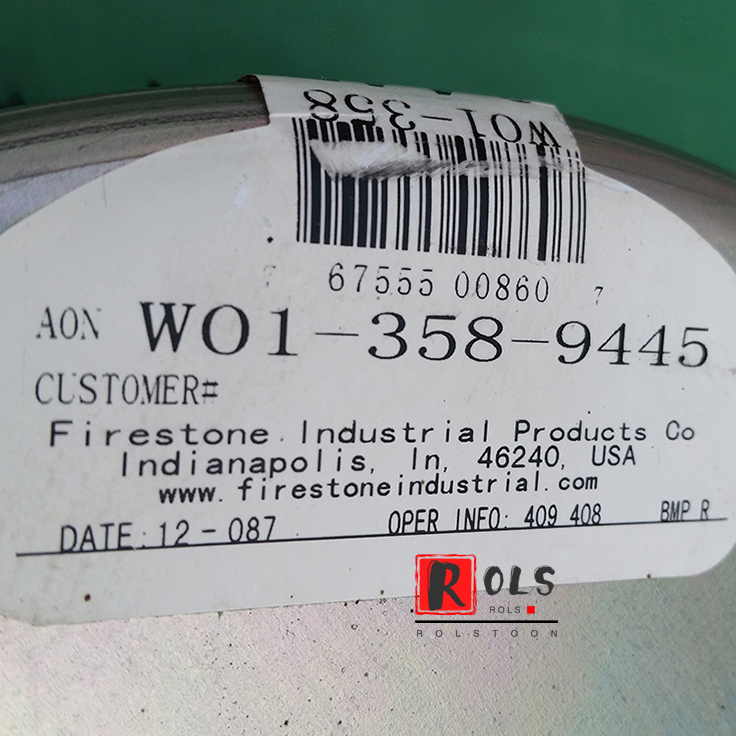 WO1-358
67555 00860 7
AON WO1-358-9445
CUSTOMER#
Firestone Industrial Products Co
Indianapolis, In, 46240, USA
www.firestoneindustrial.com
DATE: 12-087 OPER INFO: 409 408 BMP R
ROLS
ROLS
ROLSTOON